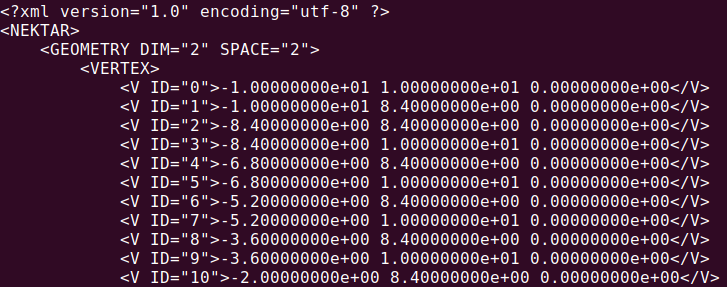 <?xml version="1.0" encoding="utf-8" ?>
<NEKTAR>
    <GEOMETRY DIM="2" SPACE="2">
        <VERTEX>
            <V ID="0">-1.00000000e+01 1.00000000e+01 0.00000000e+00</V>
            <V ID="1">-1.00000000e+01 8.40000000e+00 0.00000000e+00</V>
            <V ID="2">-8.40000000e+00 8.40000000e+00 0.00000000e+00</V>
            <V ID="3">-8.40000000e+00 1.00000000e+01 0.00000000e+00</V>
            <V ID="4">-6.80000000e+00 8.40000000e+00 0.00000000e+00</V>
            <V ID="5">-6.80000000e+00 1.00000000e+01 0.00000000e+00</V>
            <V ID="6">-5.20000000e+00 8.40000000e+00 0.00000000e+00</V>
            <V ID="7">-5.20000000e+00 1.00000000e+01 0.00000000e+00</V>
            <V ID="8">-3.60000000e+00 8.40000000e+00 0.00000000e+00</V>
            <V ID="9">-3.60000000e+00 1.00000000e+01 0.00000000e+00</V>
            <V ID="10">-2.00000000e+00 8.40000000e+00 0.00000000e+00</V>